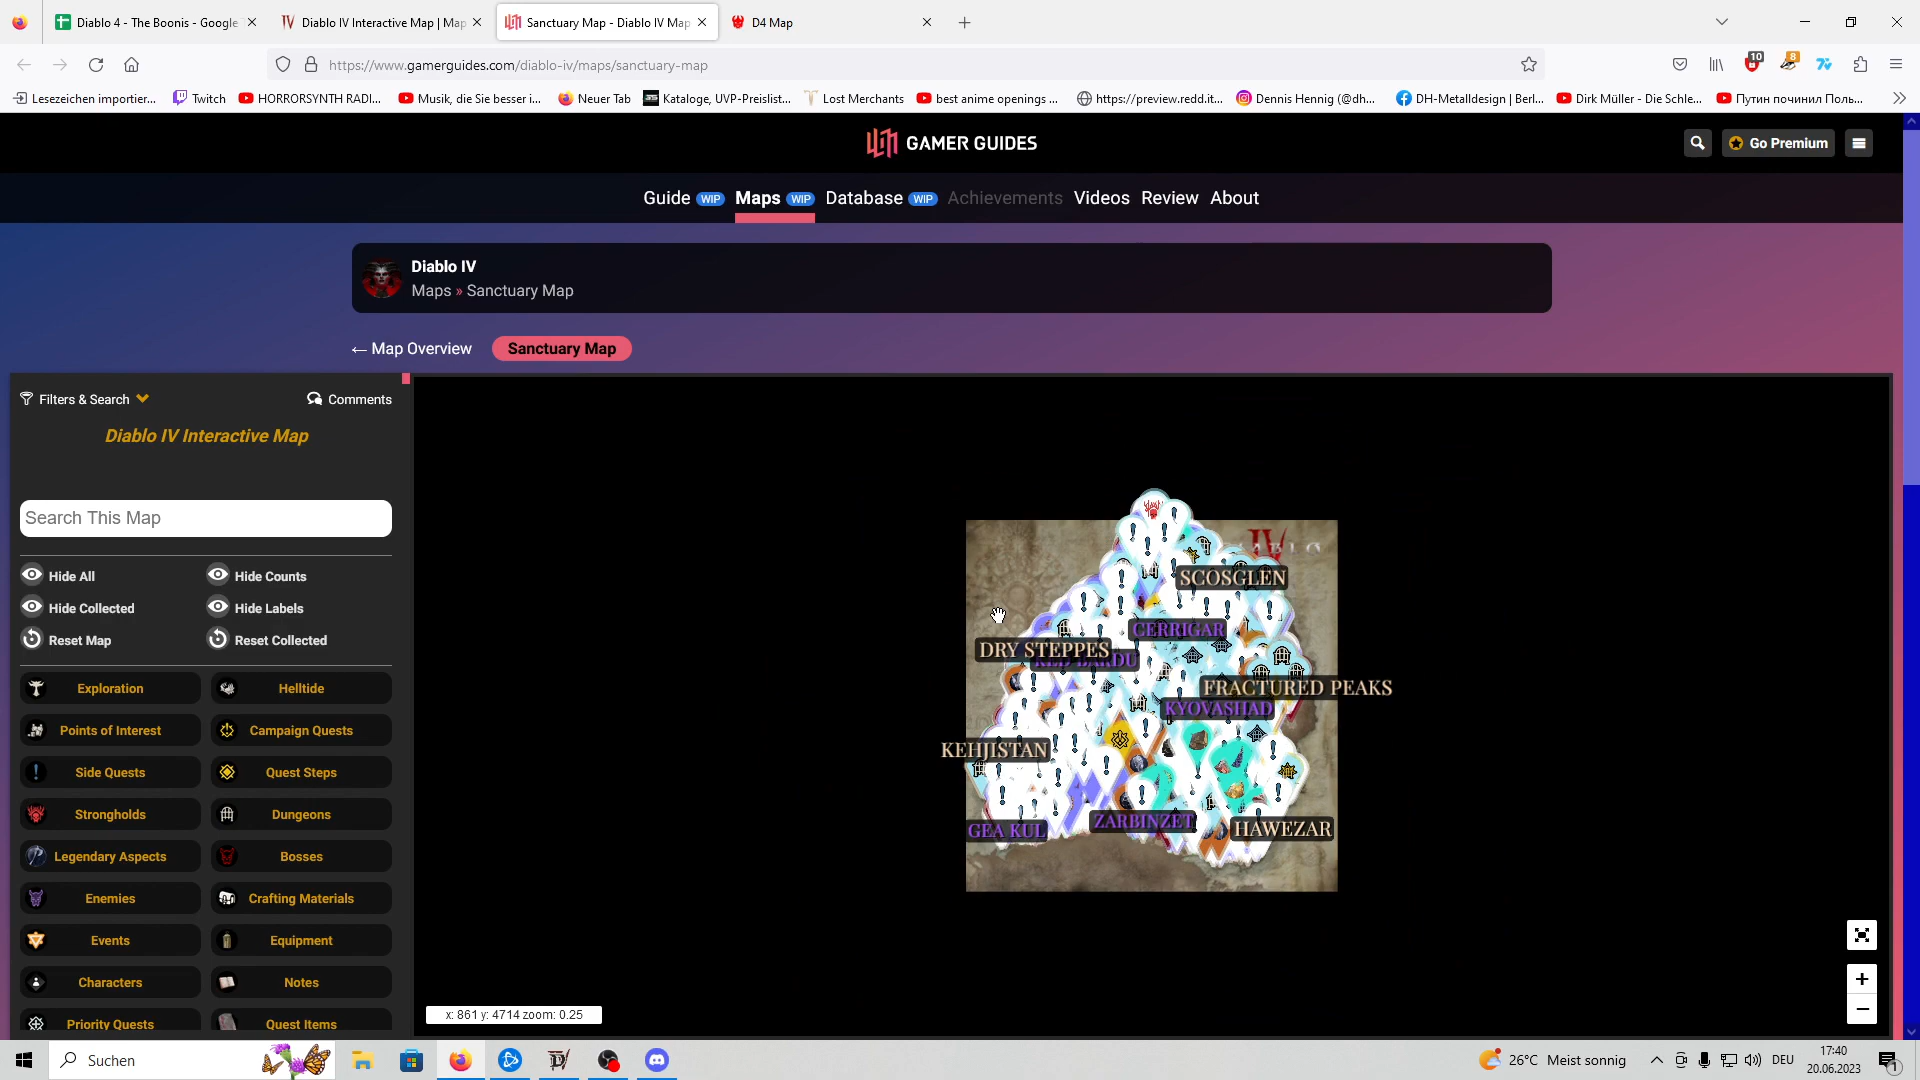 Diablo 4 - The Boonis - Google
Diablo IV Interactive Map | Map
Sanctuary Map - Diablo IV Map
D4 Map
https://www.gamerguides.com/diablo-iv/maps/sanctuary-map
10
8
Lesezeichen importier...
Twitch
HORRORSYNTH RADI...
Musik, die Sie besser i...
Neuer Tab
Kataloge, UVP-Preislist...
Lost Merchants
best anime openings ...
https://preview.redd.it...
Dennis Hennig (@dh...
DH-Metalldesign | Berl...
Dirk Müller - Die Schle...
Путин починил Поль...
GAMER GUIDES
Go Premium
Guide WIP Maps WIP Database WIP Achievements Videos Review About
Diablo IV
Maps » Sanctuary Map
← Map Overview
Sanctuary Map
Filters & Search
Comments
Diablo IV Interactive Map
Search This Map
Hide All
Hide Counts
Hide Collected
Hide Labels
Reset Map
Reset Collected
Exploration
Helltide
Points of Interest
Campaign Quests
Side Quests
Quest Steps
Strongholds
Dungeons
Legendary Aspects
Bosses
Enemies
Crafting Materials
Events
Equipment
Characters
Notes
Priority Quests
Quest Items
IV
SCOSGLEN
CERRIGAR
DRY STEPPES
FRACTURED PEAKS
KYOVASHAD
KEHJISTAN
ZARBINZET
GEA KUL
HAWEZAR
x: 861 y: 4714 zoom: 0.25
+
−
Suchen
26°C Meist sonnig
DEU
17:40
20.06.2023
1